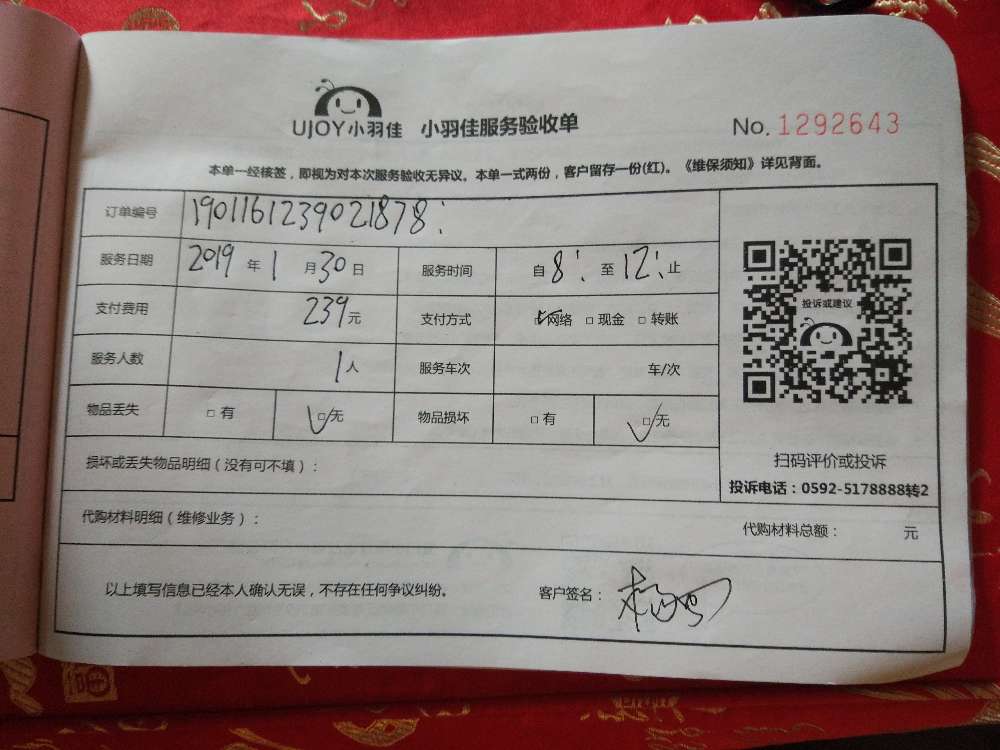 UJOY小羽佳 小羽佳服务验收单 No. 1292643
本单一经核签，即视为对本次服务验收无异议。本单一式两份，客户留存一份(红)。《维保须知》详见背面。
订单编号 1901161239021878
服务日期 2019 年 1 月 30 日 服务时间 自 8: 至 12: 止
支付费用 239元 支付方式 ☑网络 □现金 □转账
服务人数 1人 服务车次 车/次
物品丢失 □有 ☑无 物品损坏 □有 ☑无
损坏或丢失物品明细（没有可不填）：
投诉或建议
扫码评价或投诉
投诉电话：0592-5178888转2
代购材料明细（维修业务）： 代购材料总额： 元
以上填写信息已经本人确认无误，不存在任何争议纠纷。 客户签名：